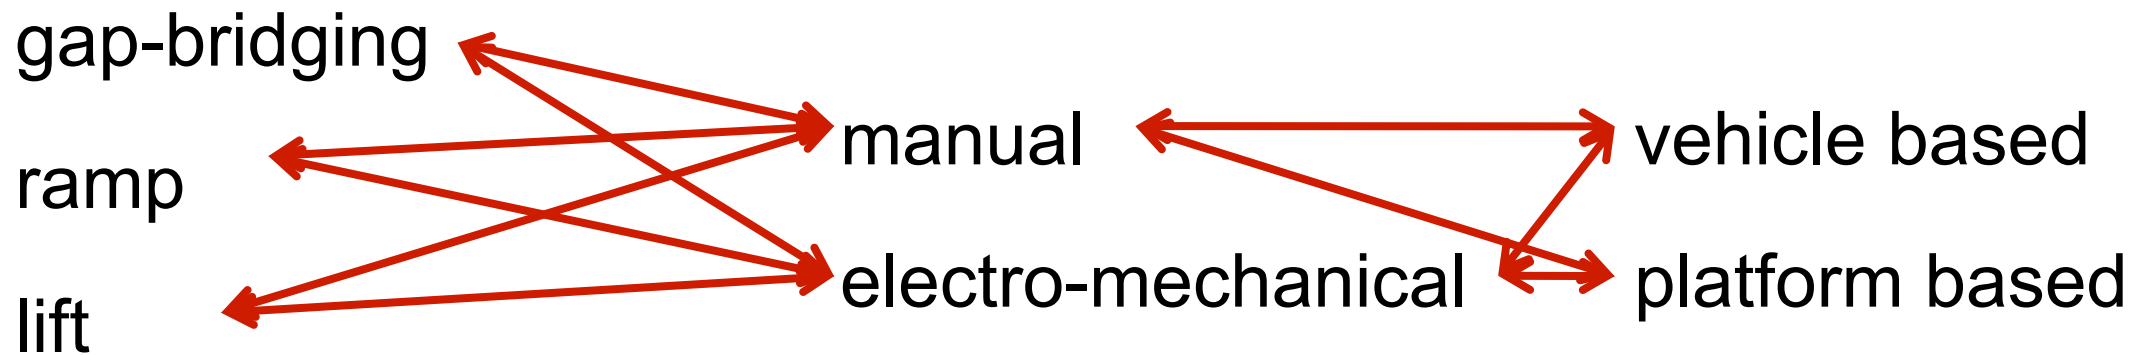 gap-bridging
ramp
lift
manual
electro-mechanical
vehicle based
platform based